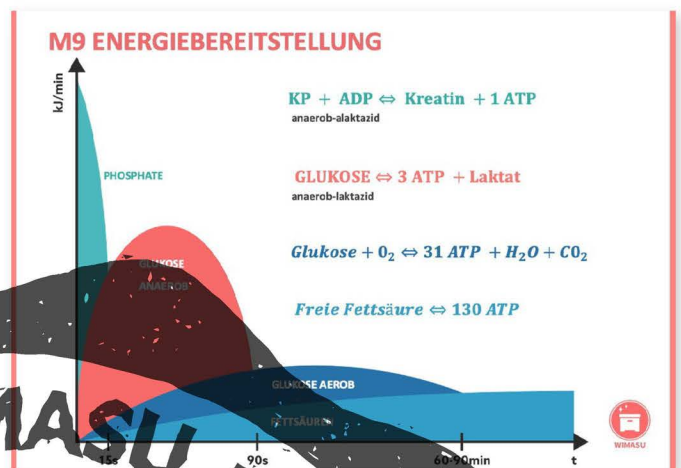 M9 ENERGIEBEREITSTELLUNG
kJ/min
KP + ADP ⇔ Kreatin + 1 ATP
anaerob-alaktazid
PHOSPHATE
GLUKOSE ⇔ 3 ATP + Laktat
anaerob-laktazid
Glukose + O₂ ⇔ 31 ATP + H₂O + CO₂
GLUKOSE
ANAEROB
Freie Fettsäure ⇔ 130 ATP
GLUKOSE AEROB
FETTSÄUREN
WIMASU
15s
90s
60-90min
t